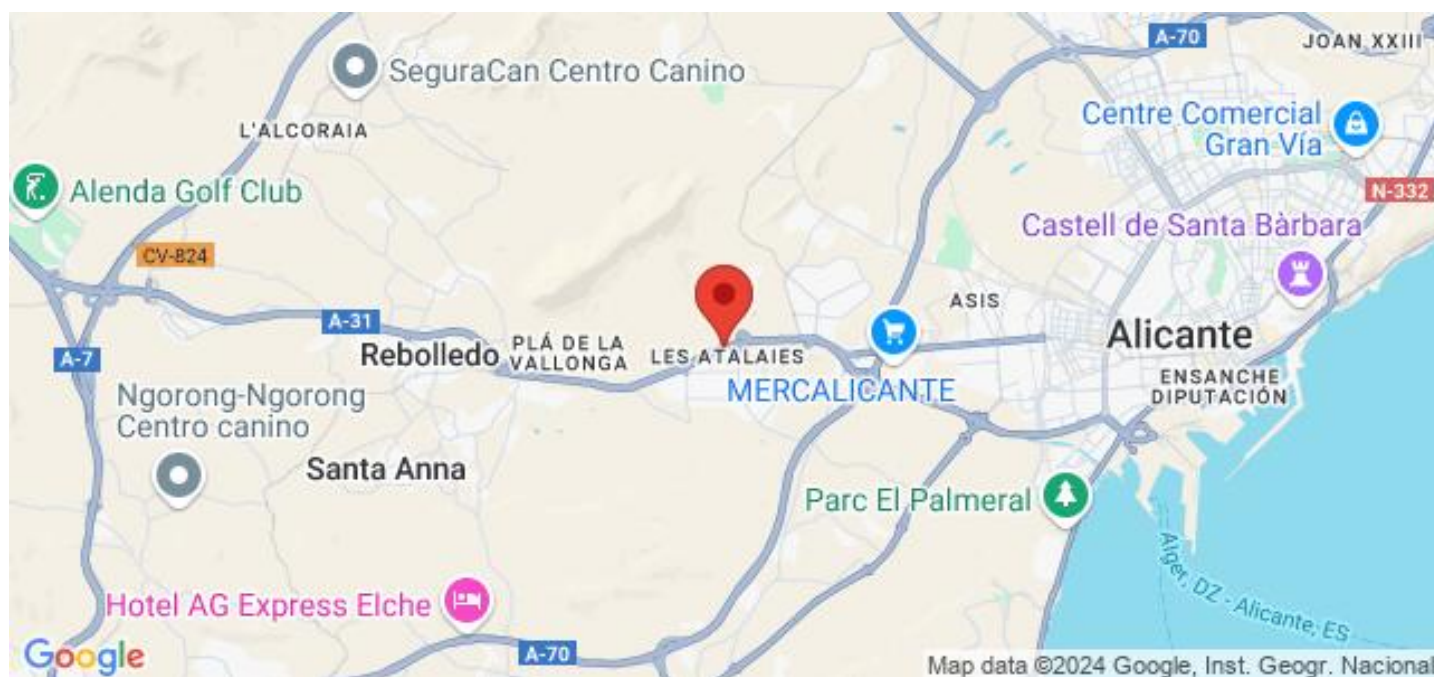 A-70
JOAN XXIII
SeguraCan Centro Canino
Centre Comercial
Gran Vía
L'ALCORAIA
Alenda Golf Club
N-332
Castell de Santa Bàrbara
CV-824
ASIS
A-31
Alicante
PLÁ DE LA
VALLONGA
Rebolledo
LES ATALAIES
A-7
MERCALICANTE
ENSANCHE
DIPUTACIÓN
Ngorong-Ngorong
Centro canino
Santa Anna
Parc El Palmeral
Alger, DZ - Alicante, ES
Hotel AG Express Elche
A-70
Google
Map data ©2024 Google, Inst. Geogr. Nacional